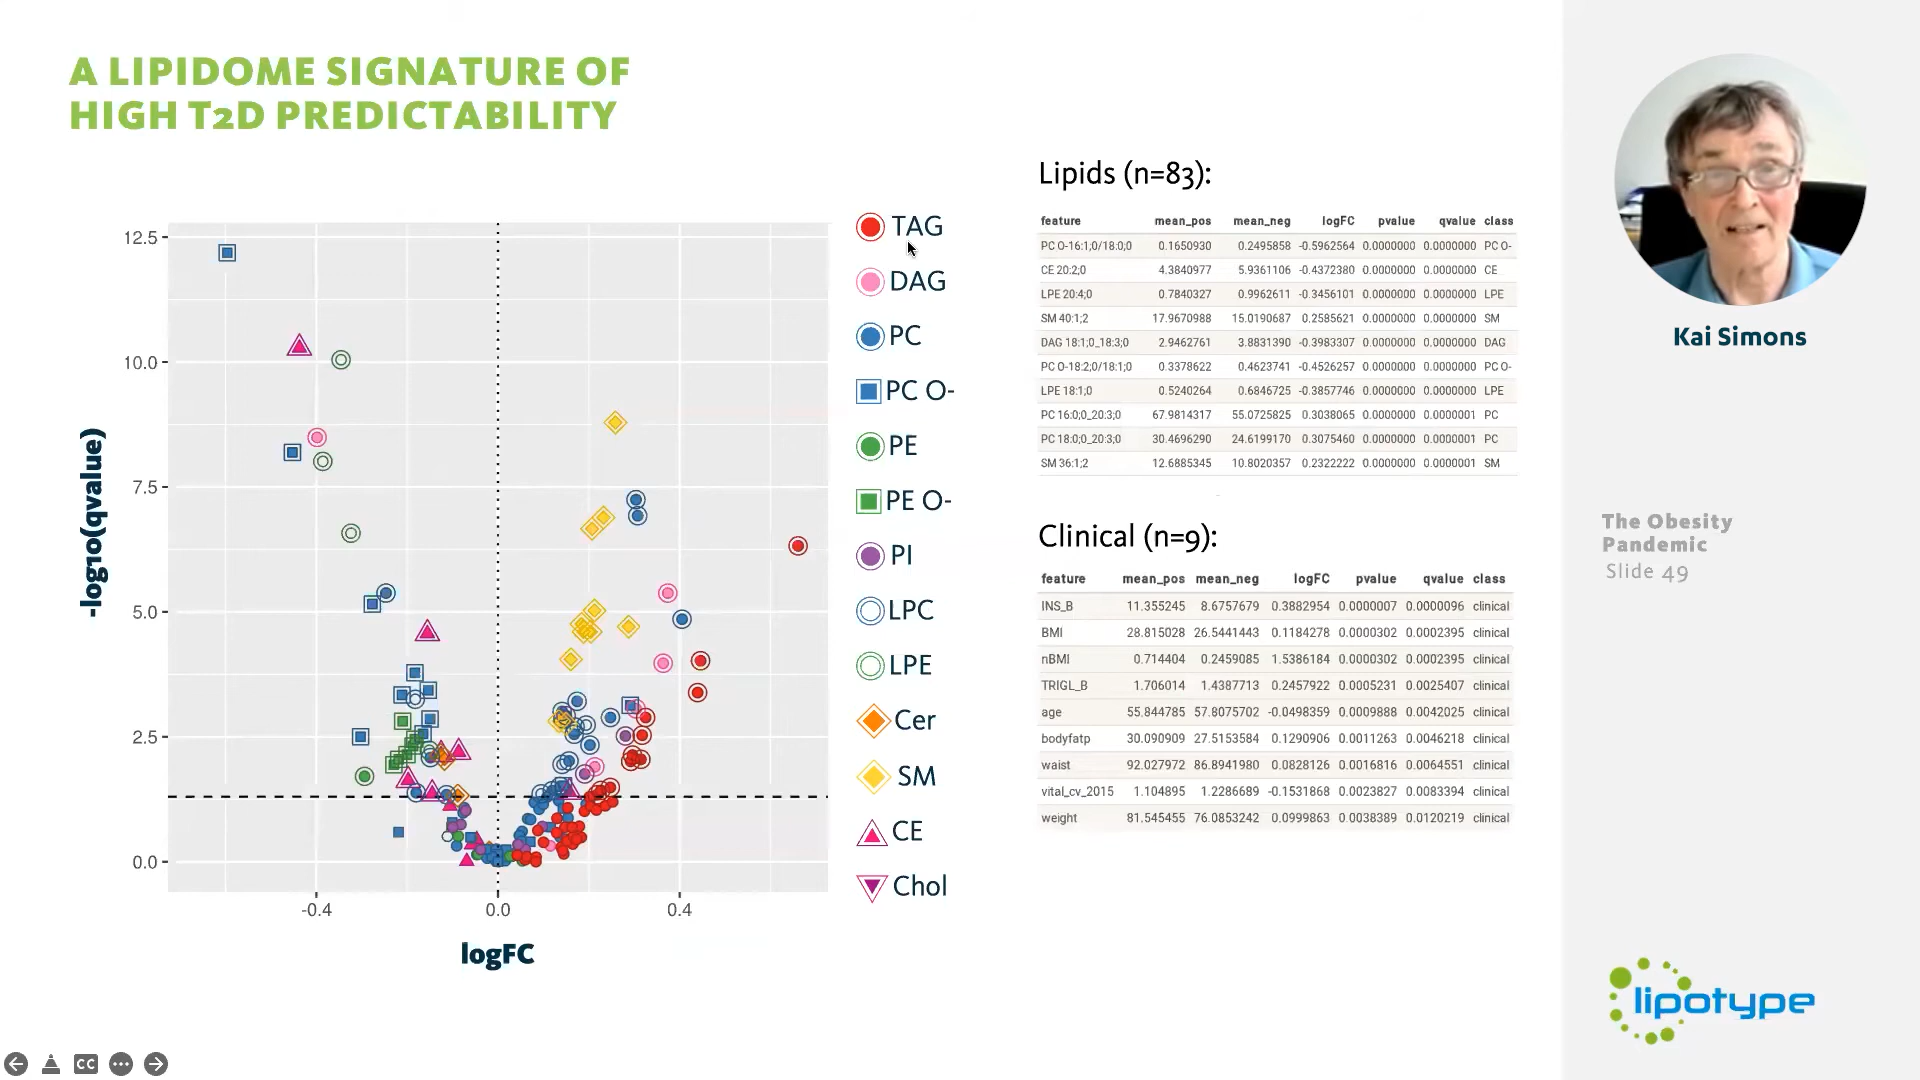 A LIPIDOME SIGNATURE OF
HIGH T2D PREDICTABILITY
-log10(qvalue)
12.5
10.0
7.5
5.0
2.5
0.0
-0.4
0.0
0.4
logFC
TAG
DAG
PC
PC O-
PE
PE O-
PI
LPC
LPE
Cer
SM
CE
Chol
Lipids (n=83):
feature mean_pos mean_neg logFC pvalue qvalue class
PC O-16:1;0/18:0;0 0.1650930 0.2495858 -0.5962564 0.0000000 0.0000000 PC O-
CE 20:2;0 4.3840977 5.9361106 -0.4372380 0.0000000 0.0000000 CE
LPE 20:4;0 0.7840327 0.9962611 -0.3456101 0.0000000 0.0000000 LPE
SM 40:1;2 17.9670988 15.0190687 0.2585621 0.0000000 0.0000000 SM
DAG 18:1;0_18:3;0 2.9462761 3.8831390 -0.3983307 0.0000000 0.0000000 DAG
PC O-18:2;0/18:1;0 0.3378622 0.4623741 -0.4526257 0.0000000 0.0000000 PC O-
LPE 18:1;0 0.5240264 0.6846725 -0.3857746 0.0000000 0.0000000 LPE
PC 16:0;0_20:3;0 67.9814317 55.0725825 0.3038065 0.0000000 0.0000001 PC
PC 18:0;0_20:3;0 30.4696290 24.6199170 0.3075460 0.0000000 0.0000001 PC
SM 36:1;2 12.6885345 10.8020357 0.2322222 0.0000000 0.0000001 SM
Clinical (n=9):
feature mean_pos mean_neg logFC pvalue qvalue class
INS_B 11.355245 8.6757679 0.3882954 0.0000007 0.0000096 clinical
BMI 28.815028 26.5441443 0.1184278 0.0000302 0.0002395 clinical
nBMI 0.714404 0.2459085 1.5386184 0.0000302 0.0002395 clinical
TRIGL_B 1.706014 1.4387713 0.2457922 0.0005231 0.0025407 clinical
age 55.844785 57.8075702 -0.0498359 0.0009888 0.0042025 clinical
bodyfatp 30.090909 27.5153584 0.1290906 0.0011263 0.0046218 clinical
waist 92.027972 86.8941980 0.0828126 0.0016816 0.0064551 clinical
vital_cv_2015 1.104895 1.2286689 -0.1531868 0.0023827 0.0083394 clinical
weight 81.545455 76.0853242 0.0999863 0.0038389 0.0120219 clinical
Kai Simons
The Obesity
Pandemic
Slide 49
lipotype
CC